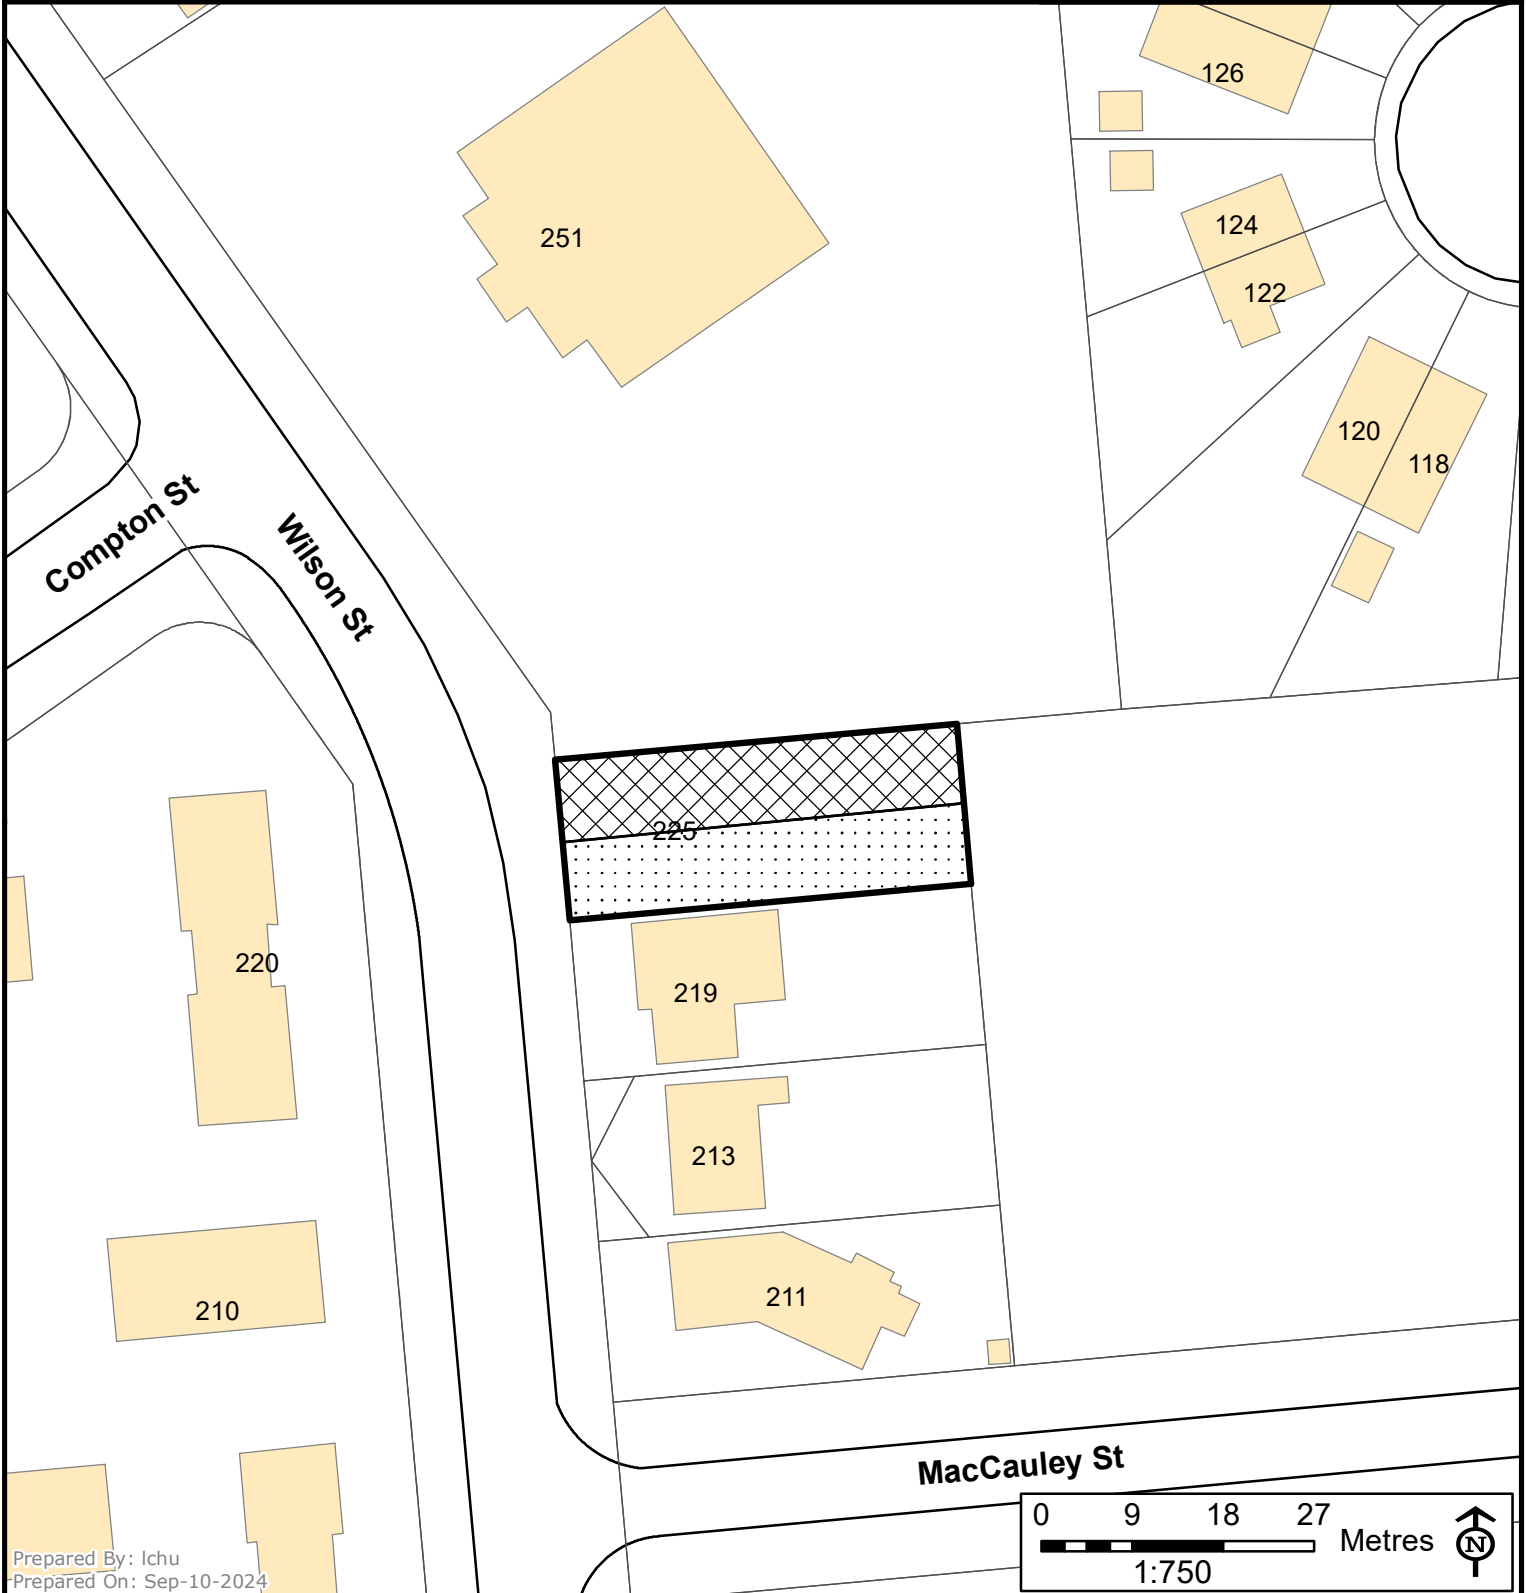 126
124
251
122
120
118
Compton St
Wilson St
225
220
219
213
211
210
MacCauley St
0 9 18 27
Metres
N
1:750
Prepared By: lchu
Prepared On: Sep-10-2024